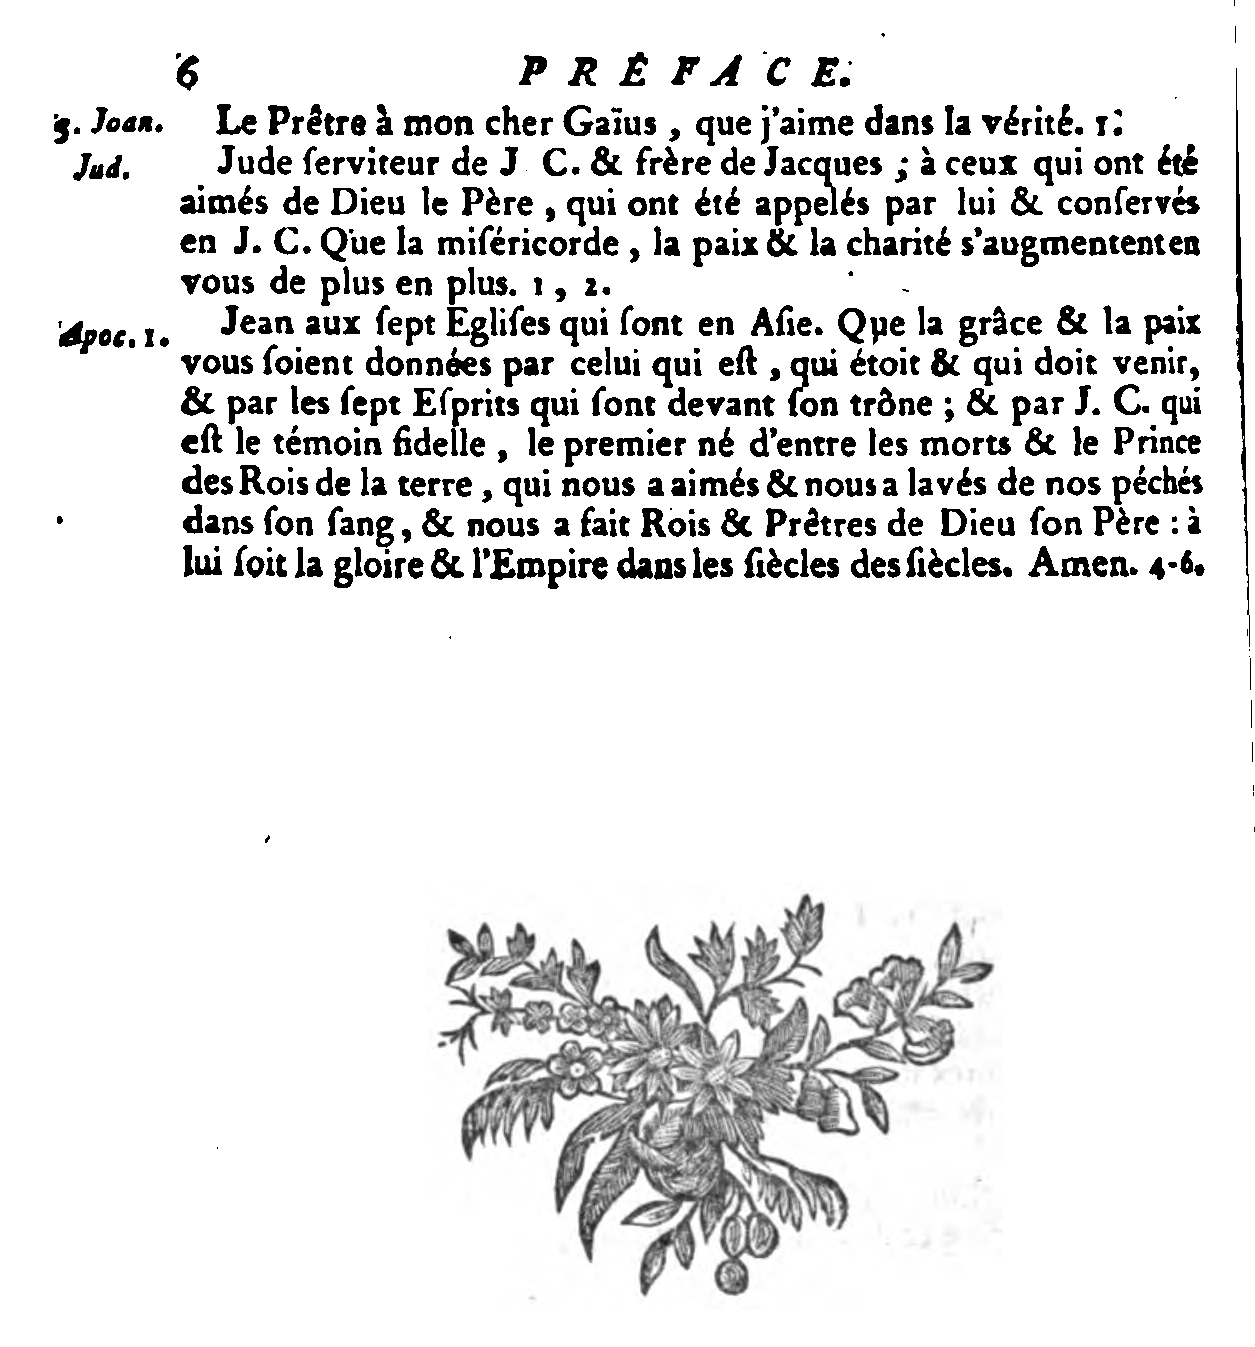 6 PRÊFACE.
3. Joan. Le Prêtre à mon cher Gaïus, que j'aime dans la vérité. 1.
Jud. Jude ſerviteur de J C. & frère de Jacques ; à ceux qui ont été
aimés de Dieu le Père, qui ont été appelés par lui & conſervés
en J. C. Que la miſéricorde, la paix & la charité s'augmentent en
vous de plus en plus. 1, 2.
Apoc. 1. Jean aux ſept Egliſes qui ſont en Aſie. Que la grâce & la paix
vous ſoient données par celui qui eſt, qui étoit & qui doit venir,
& par les ſept Eſprits qui ſont devant ſon trône ; & par J. C. qui
eſt le témoin fidelle, le premier né d'entre les morts & le Prince
des Rois de la terre, qui nous a aimés & nous a lavés de nos péchés
dans ſon ſang, & nous a fait Rois & Prêtres de Dieu ſon Père : à
lui ſoit la gloire & l'Empire dans les ſiècles des ſiècles. Amen. 4-6.